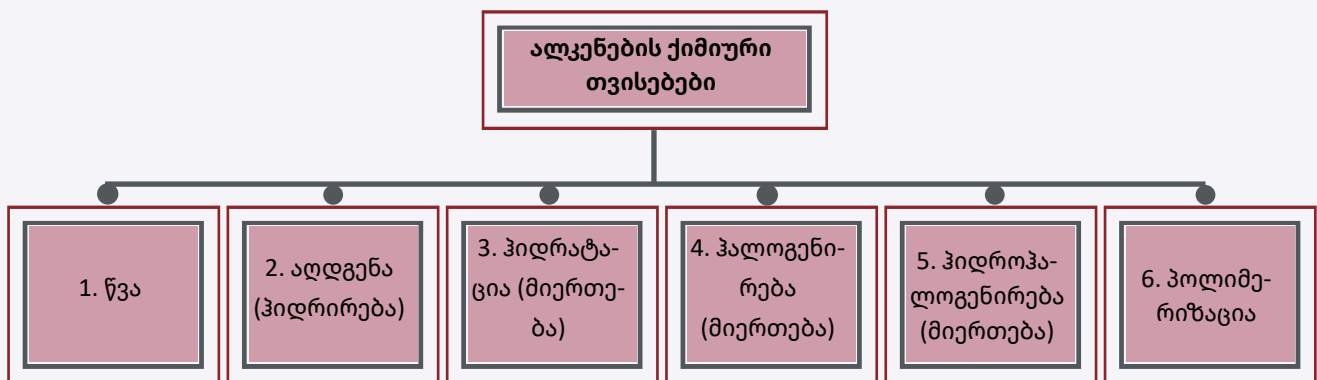 ალკენების ქიმიური
თვისებები
1. წვა
2. აღდგენა
(ჰიდრირება)
3. ჰიდრატა-
ცია (მიერთე-
ბა)
4. ჰალოგენი-
რება
(მიერთება)
5. ჰიდროჰა-
ლოგენირება
(მიერთება)
6. პოლიმე-
რიზაცია